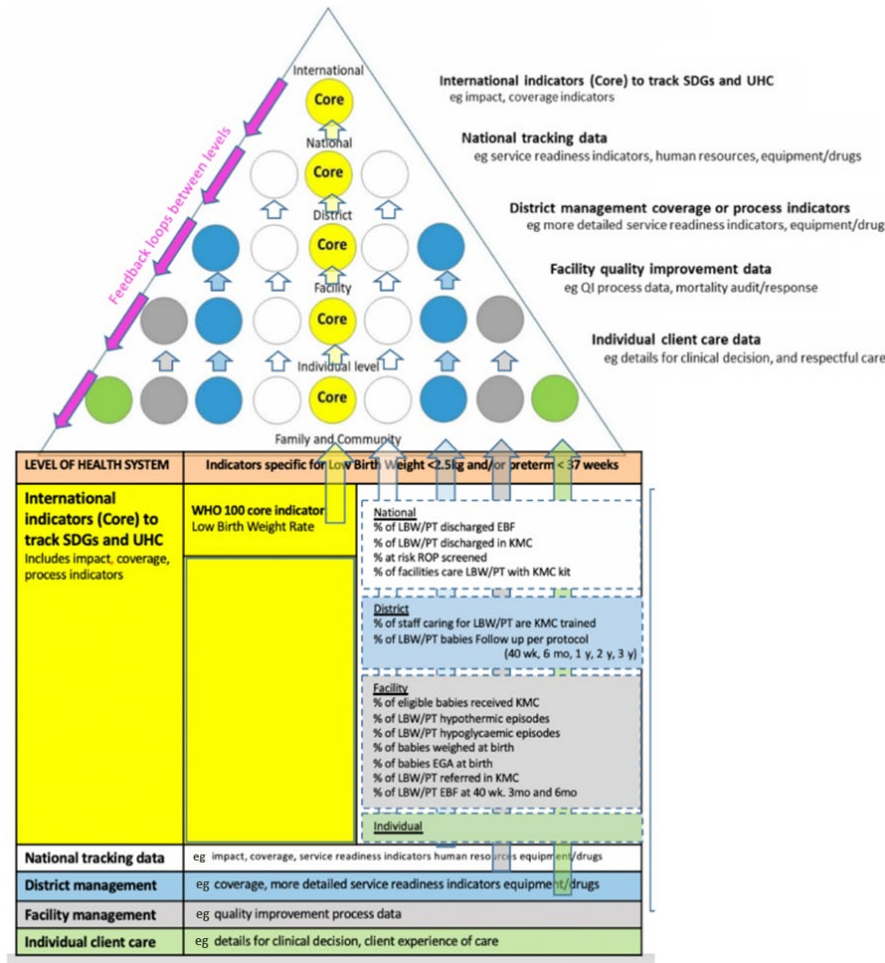 International
Core
National
Core
District
Core
Facility
Core
Individual level
Core
Family and Community
Feedback loops between levels
International indicators (Core) to track SDGs and UHC
eg impact, coverage indicators
National tracking data
eg service readiness indicators, human resources, equipment/drugs
District management coverage or process indicators
eg more detailed service readiness indicators, equipment/drug
Facility quality improvement data
eg QI process data, mortality audit/response
Individual client care data
eg details for clinical decision, and respectful care
LEVEL OF HEALTH SYSTEM
Indicators specific for Low Birth Weight <2.5kg and/or preterm < 37 weeks
International
indicators (Core) to
track SDGs and UHC
Includes impact, coverage,
process indicators
WHO 100 core indicator
Low Birth Weight Rate
National
% of LBW/PT discharged EBF
% of LBW/PT discharged in KMC
% at risk ROP screened
% of facilities care LBW/PT with KMC kit
District
% of staff caring for LBW/PT are KMC trained
% of LBW/PT babies Follow up per protocol
(40 wk, 6 mo, 1 y, 2 y, 3 y)
Facility
% of eligible babies received KMC
% of LBW/PT hypothermic episodes
% of LBW/PT hypoglycaemic episodes
% of babies weighed at birth
% of babies EGA at birth
% of LBW/PT referred in KMC
% of LBW/PT EBF at 40 wk. 3mo and 6mo
Individual
National tracking data
eg impact, coverage, service readiness indicators human resources equipment/drugs
District management
eg coverage, more detailed service readiness indicators equipment/drugs
Facility management
eg quality improvement process data
Individual client care
eg details for clinical decision, client experience of care